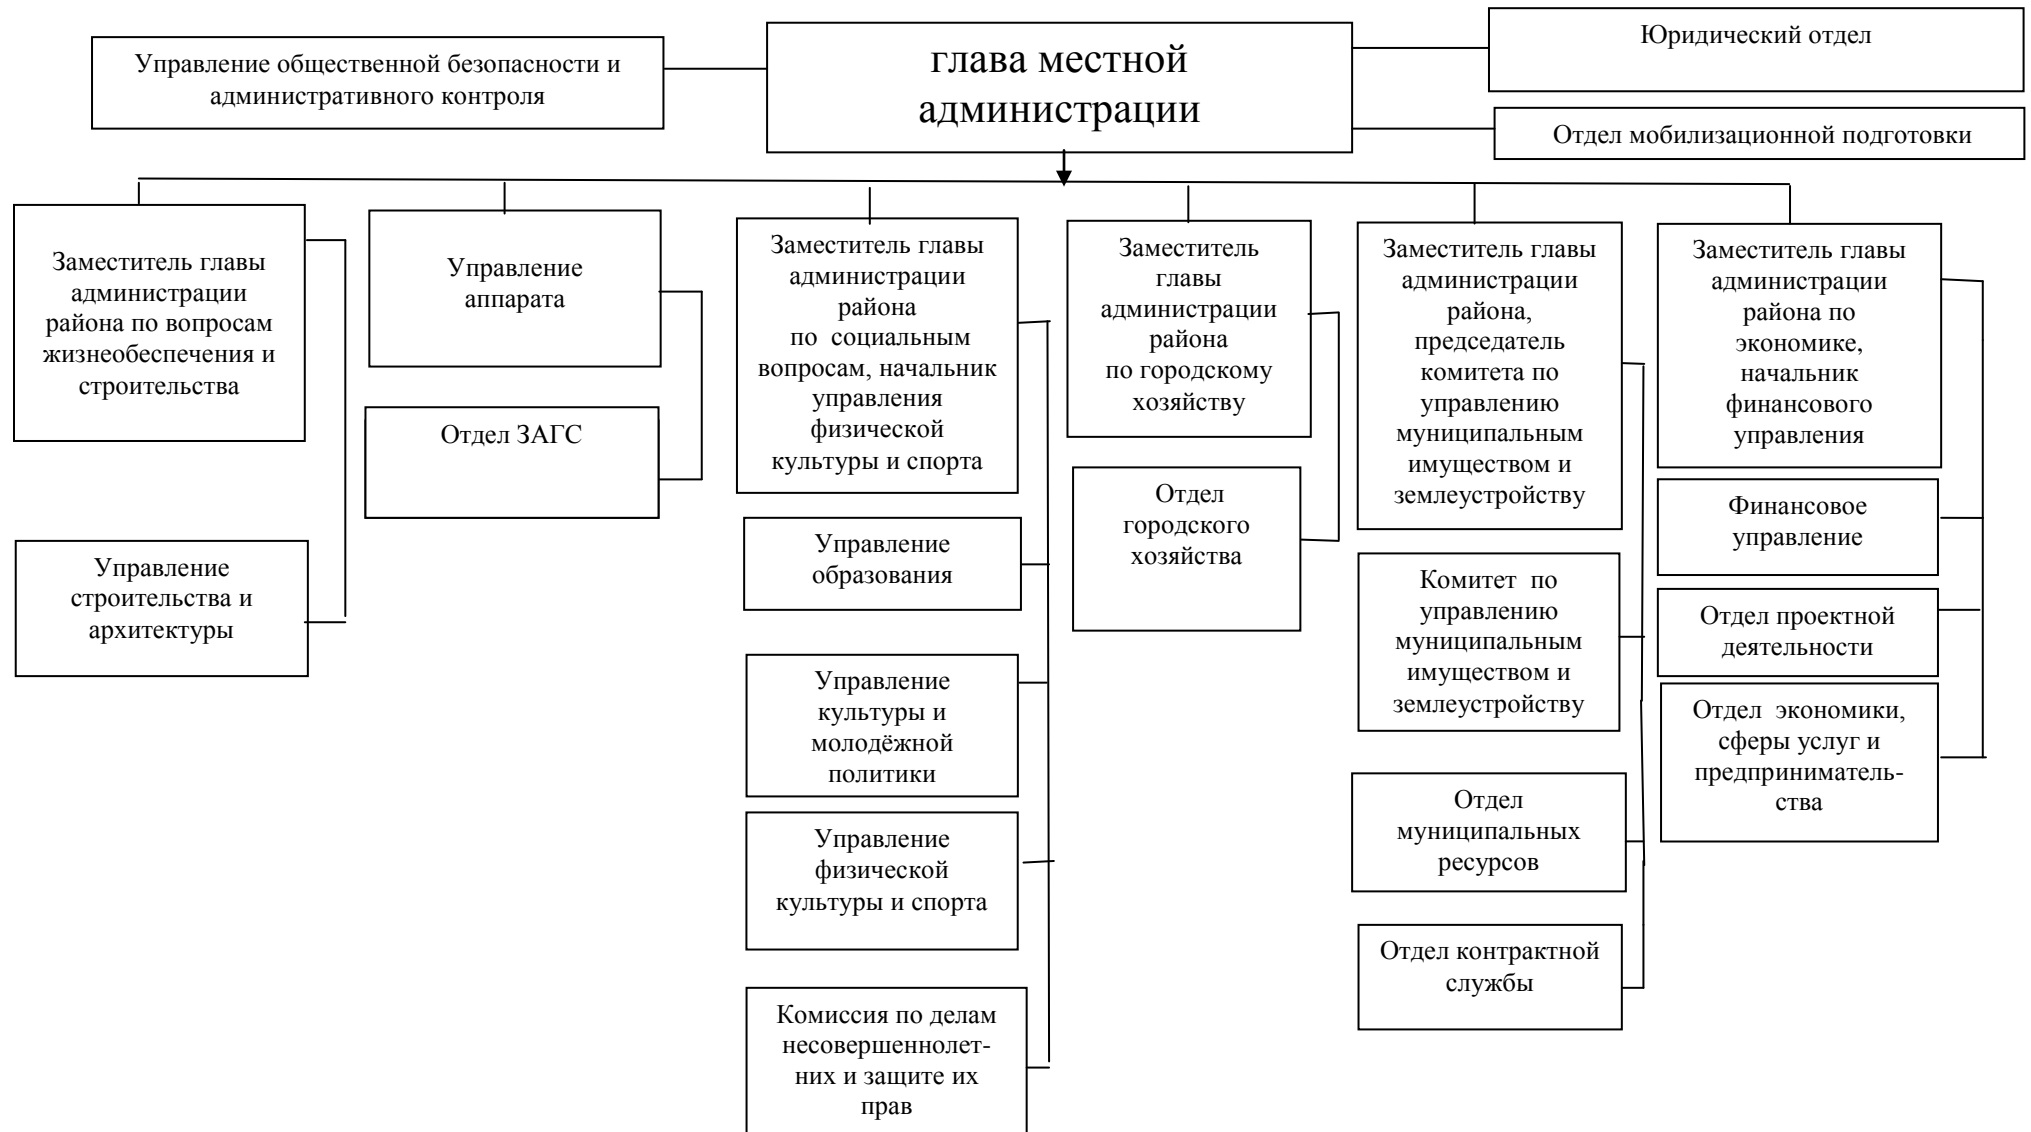 Управление общественной безопасности и
административного контроля
глава местной
администрации
Юридический отдел
Отдел мобилизационной подготовки
Заместитель главы
администрации
района по вопросам
жизнеобеспечения и
строительства
Управление
строительства и
архитектуры
Управление
аппарата
Отдел ЗАГС
Заместитель главы
администрации
района
по социальным
вопросам, начальник
управления
физической
культуры и спорта
Управление
образования
Управление
культуры и
молодёжной
политики
Управление
физической
культуры и спорта
Комиссия по делам
несовершеннолет-
них и защите их
прав
Заместитель
главы
администрации
района
по городскому
хозяйству
Отдел
городского
хозяйства
Заместитель главы
администрации
района,
председатель
комитета по
управлению
муниципальным
имуществом и
землеустройству
Комитет по
управлению
муниципальным
имуществом и
землеустройству
Отдел
муниципальных
ресурсов
Отдел контрактной
службы
Заместитель главы
администрации
района по
экономике,
начальник
финансового
управления
Финансовое
управление
Отдел проектной
деятельности
Отдел экономики,
сферы услуг и
предприниматель-
ства